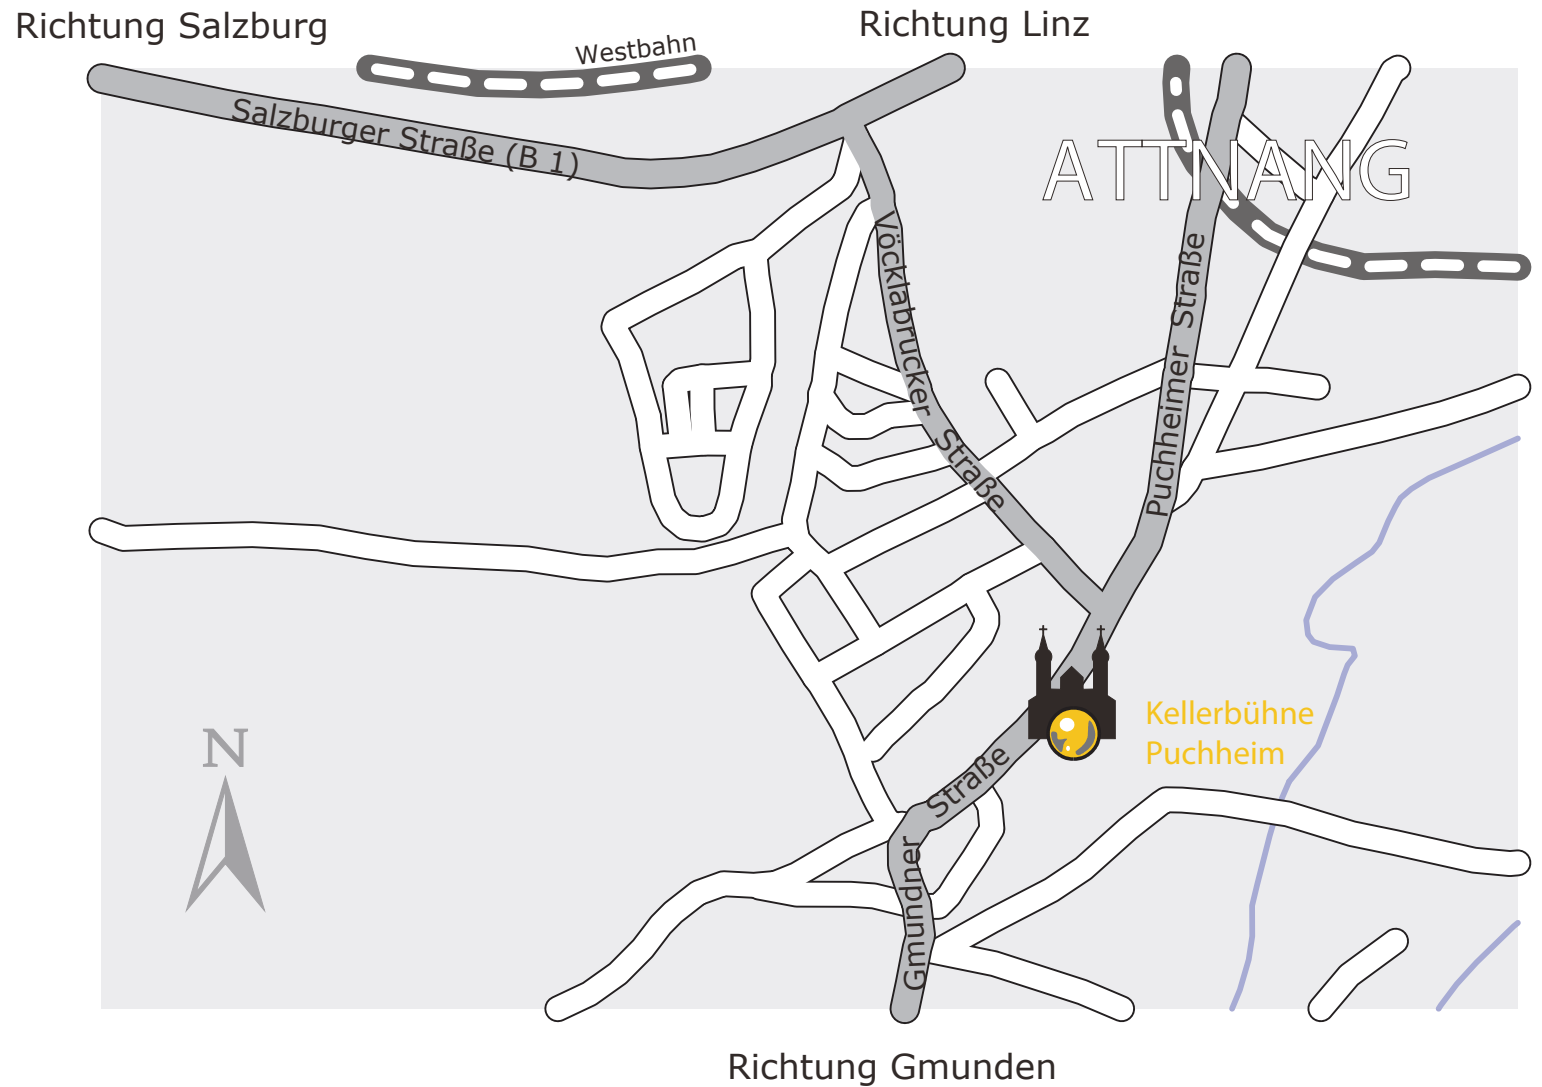 Richtung Salzburg
Richtung Linz
Westbahn
Salzburger Straße (B 1)
ATTNANG
Vöcklabrucker Straße
Puchheimer Straße
Kellerbühne
Puchheim
N
Gmundner Straße
Richtung Gmunden